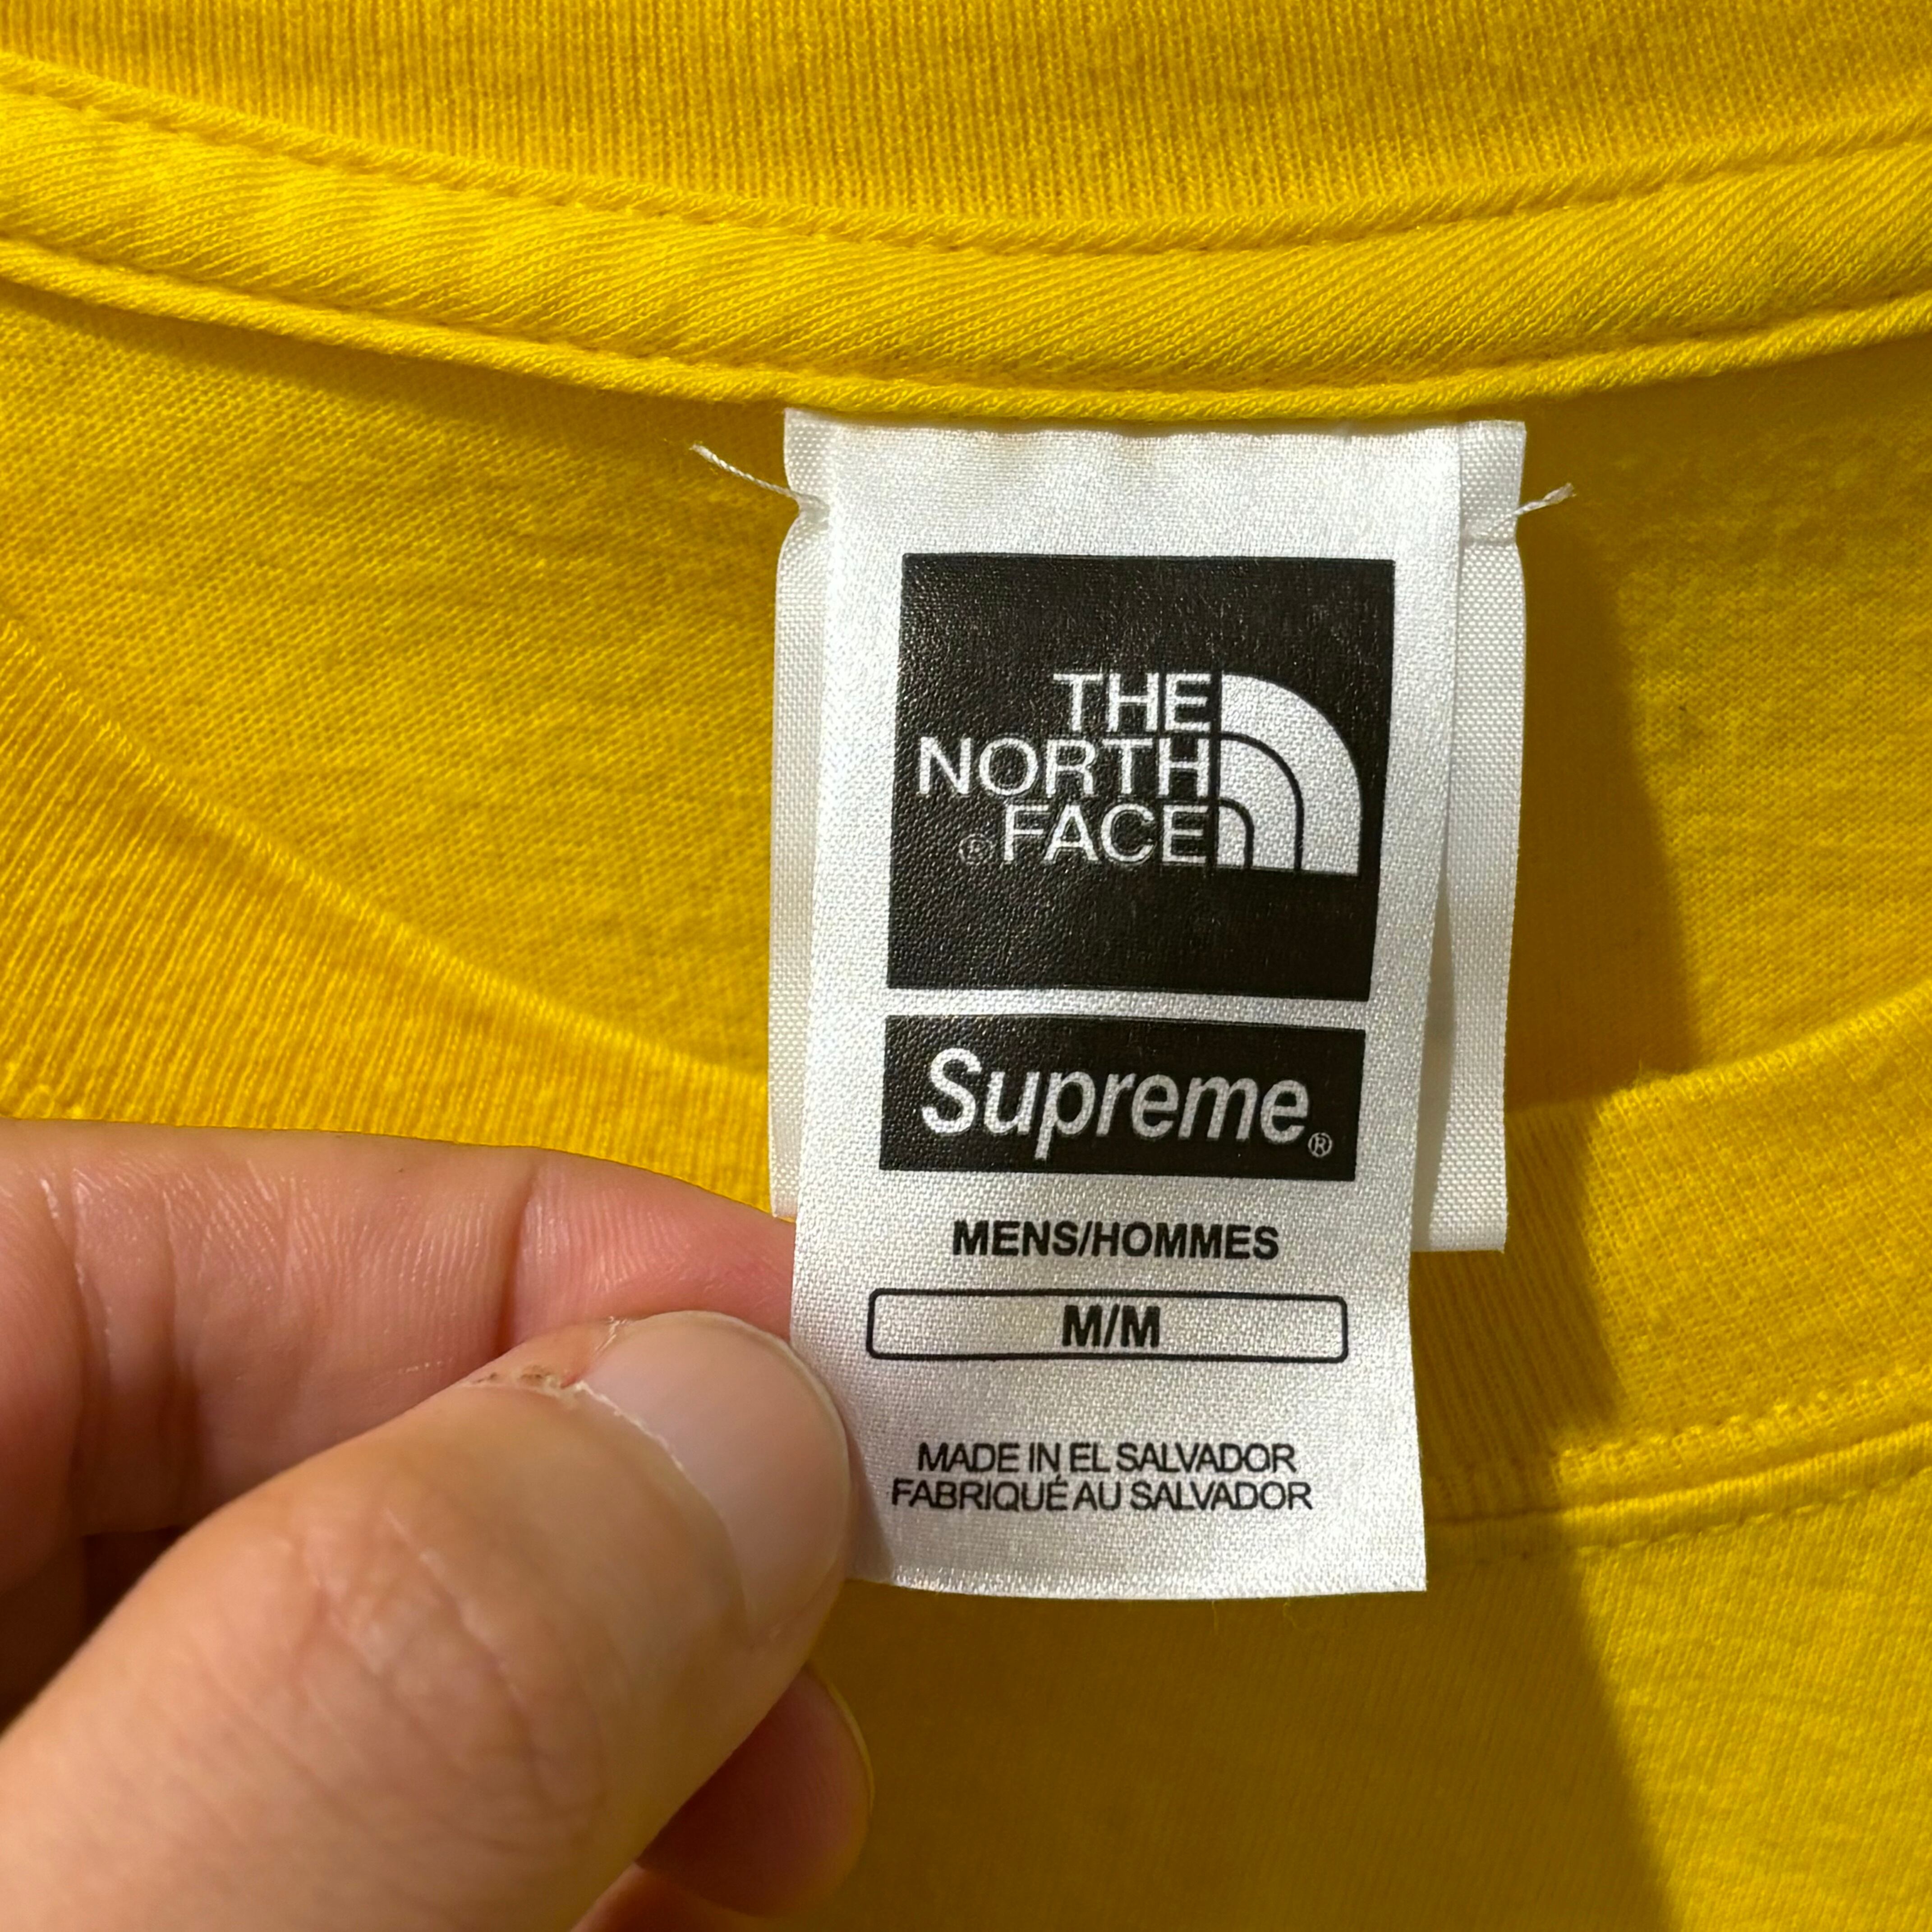 THE
NORTH
®FACE
Supreme®
MENS/HOMMES
M/M
MADE IN EL SALVADOR
FABRIQUÉ AU SALVADOR